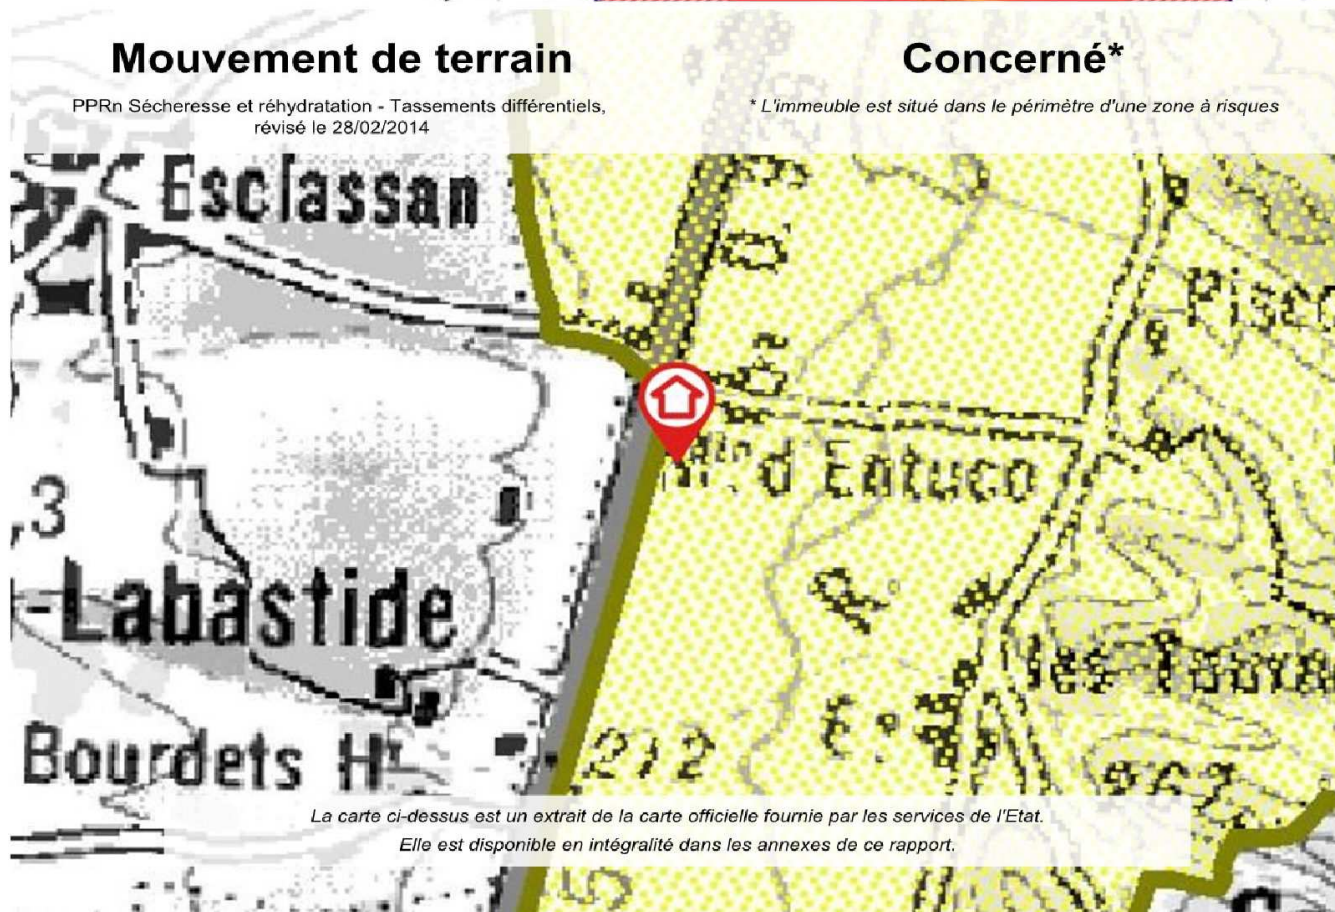 Mouvement de terrain
PPRn Sécheresse et réhydratation - Tassements différentiels,
révisé le 28/02/2014
Concerné*
* L'immeuble est situé dans le périmètre d'une zone à risques
Esclassan
d'Entuco
,3
-Labastide
les
Bourdets Hts
212
La carte ci-dessus est un extrait de la carte officielle fournie par les services de l'Etat.
Elle est disponible en intégralité dans les annexes de ce rapport.